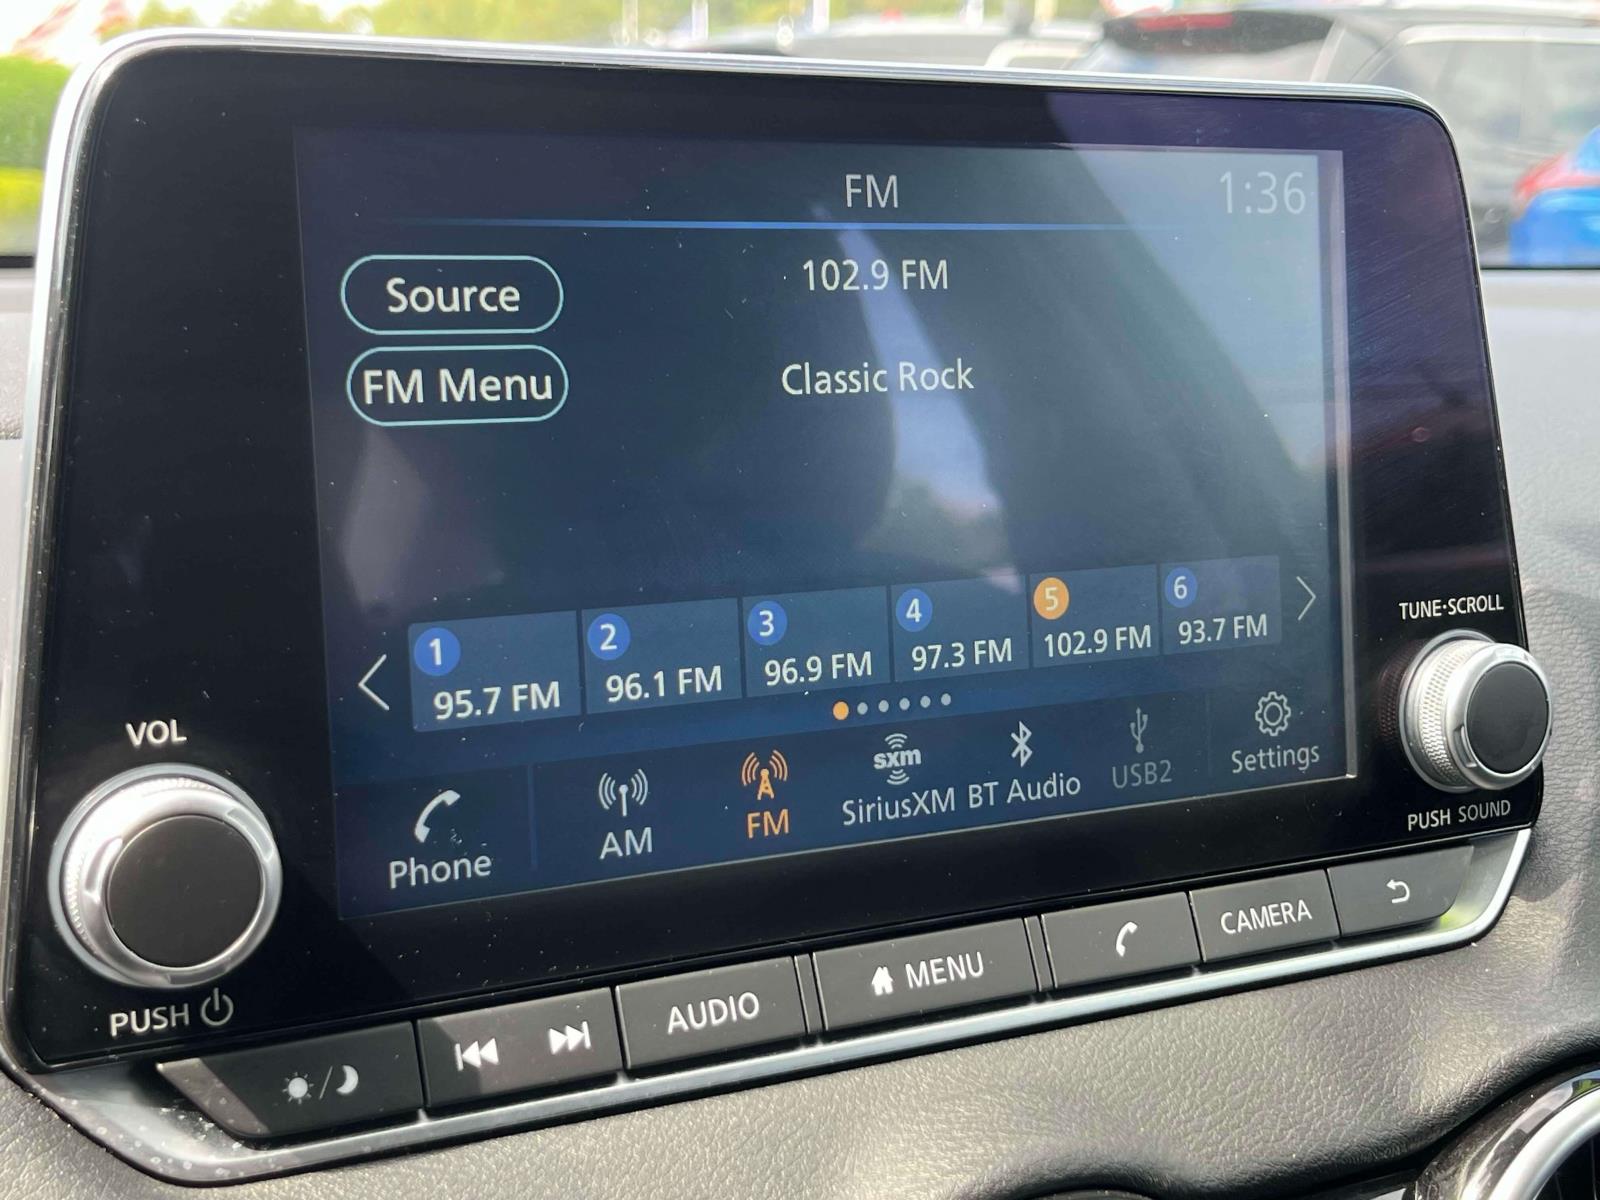 FM
1:36
Source
102.9 FM
FM Menu
Classic Rock
1
2
3
4
5
6
95.7 FM
96.1 FM
96.9 FM
97.3 FM
102.9 FM
93.7 FM
Phone
AM
FM
sxm
SiriusXM
BT Audio
USB2
Settings
VOL
PUSH
TUNE·SCROLL
PUSH SOUND
AUDIO
MENU
CAMERA